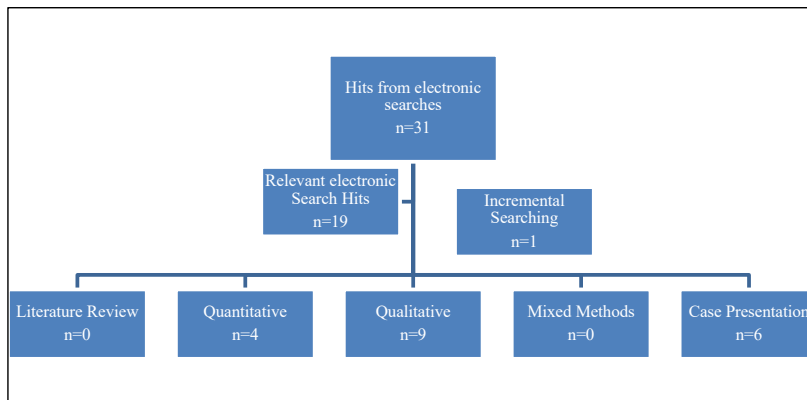 Hits from electronic
searches
n=31
Relevant electronic
Search Hits
n=19
Incremental
Searching
n=1
Literature Review
n=0
Quantitative
n=4
Qualitative
n=9
Mixed Methods
n=0
Case Presentation
n=6